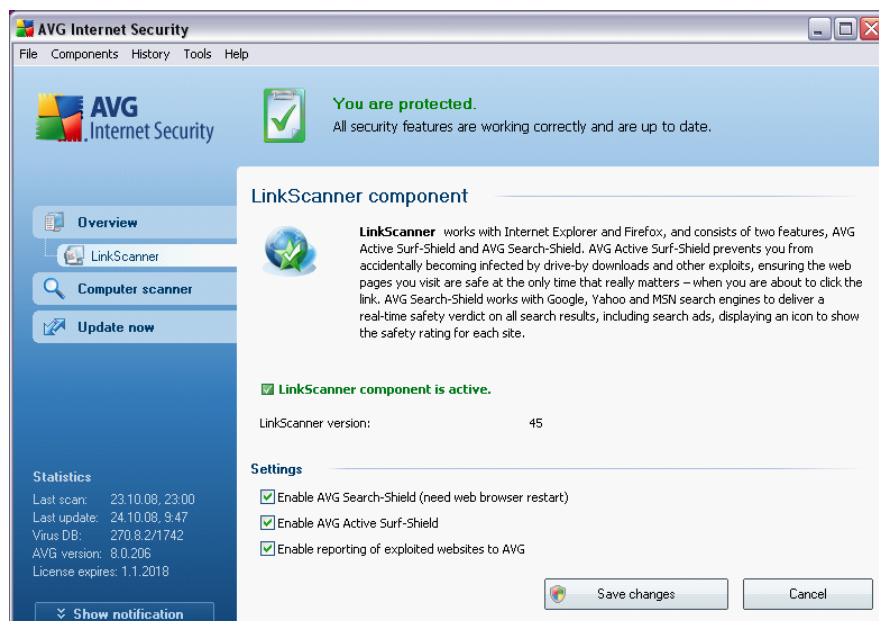 AVG Internet Security
File Components History Tools Help
AVG
Internet Security
You are protected.
All security features are working correctly and are up to date.
Overview
LinkScanner
Computer scanner
Update now
LinkScanner component
LinkScanner works with Internet Explorer and Firefox, and consists of two features, AVG
Active Surf-Shield and AVG Search-Shield. AVG Active Surf-Shield prevents you from
accidentally becoming infected by drive-by downloads and other exploits, ensuring the web
pages you visit are safe at the only time that really matters – when you are about to click the
link. AVG Search-Shield works with Google, Yahoo and MSN search engines to deliver a
real-time safety verdict on all search results, including search ads, displaying an icon to show
the safety rating for each site.
LinkScanner component is active.
LinkScanner version: 45
Settings
Enable AVG Search-Shield (need web browser restart)
Enable AVG Active Surf-Shield
Enable reporting of exploited websites to AVG
Save changes Cancel
Statistics
Last scan: 23.10.08, 23:00
Last update: 24.10.08, 9:47
Virus DB: 270.8.2/1742
AVG version: 8.0.206
License expires: 1.1.2018
Show notification